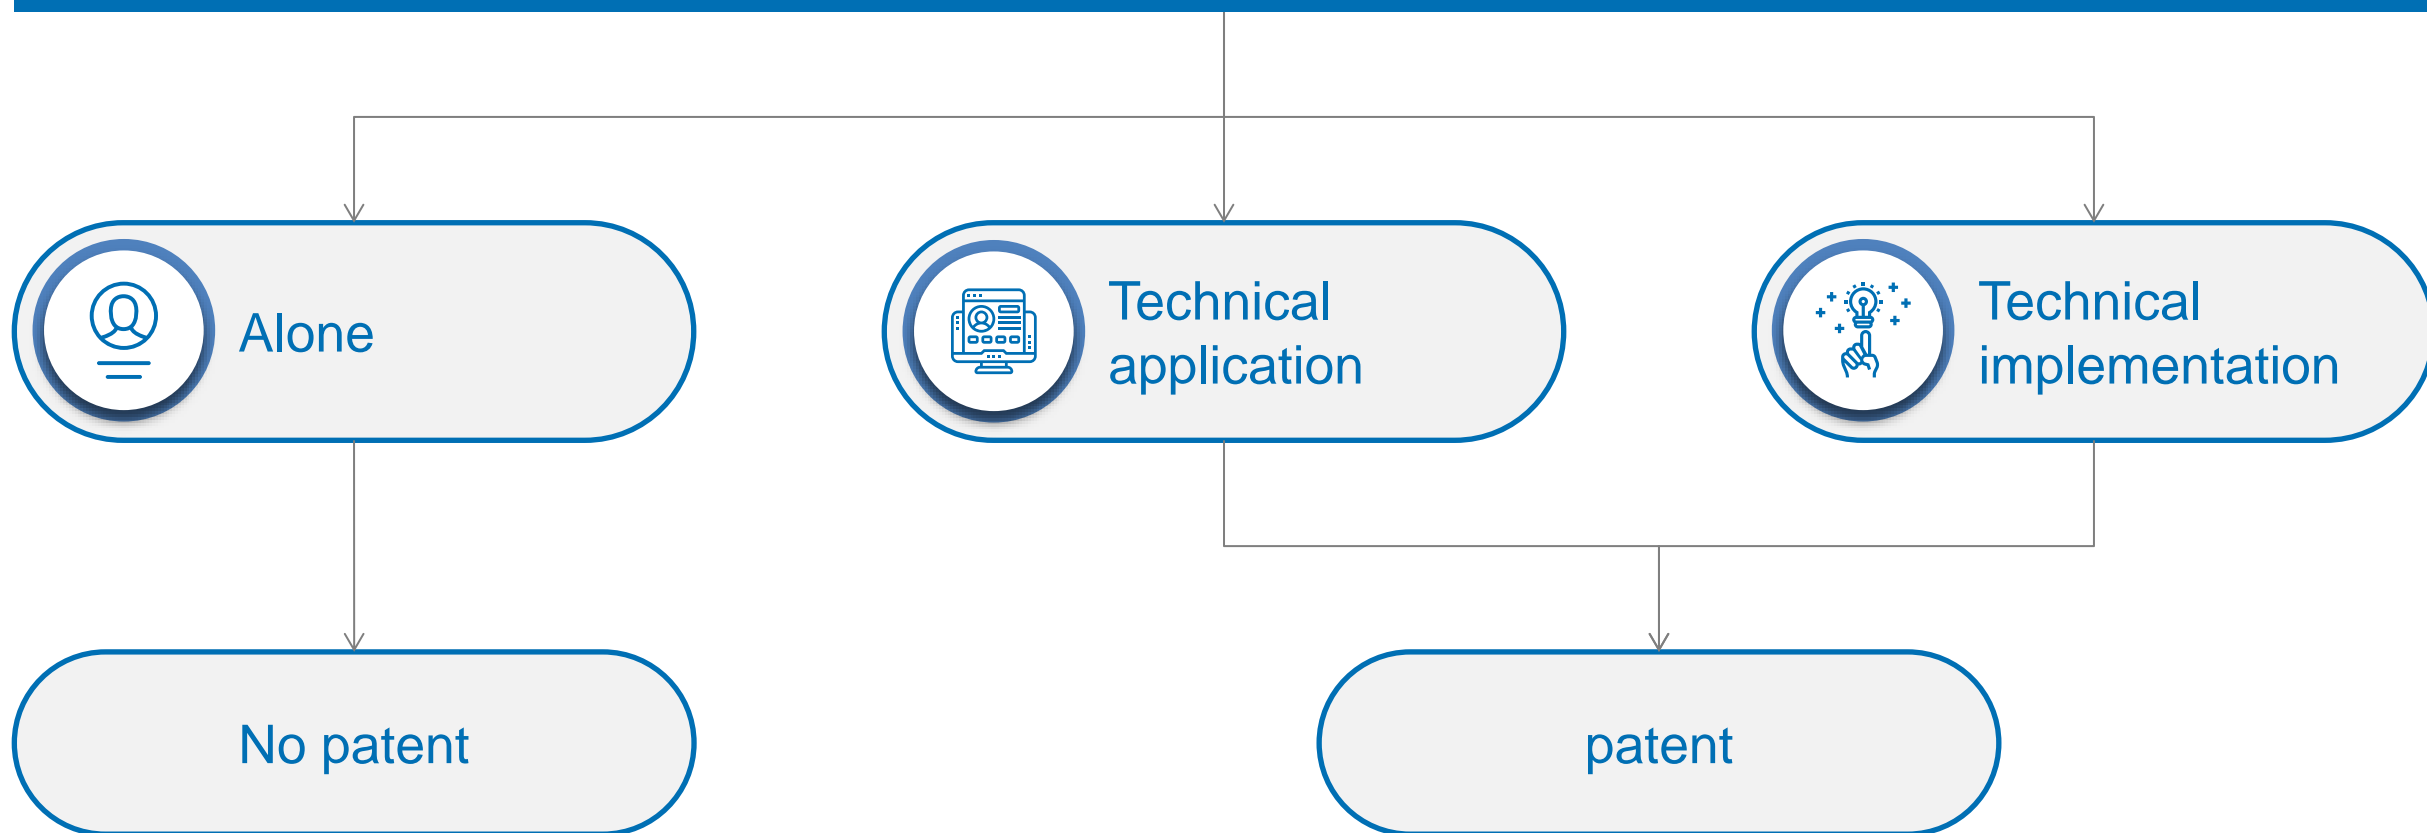 Alone
Technical
application
Technical
implementation
No patent
patent